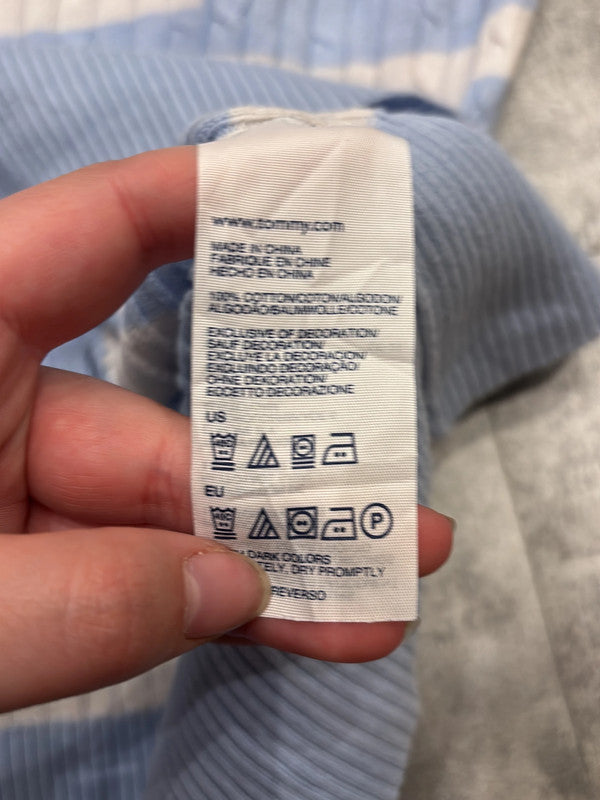 www.tommy.com
MADE IN CHINA
FABRIQUE EN CHINE
HECHO EN CHINA
100% COTTON/COTON/ALGODON/
ALGODÃO/BAUMWOLLE/COTONE
EXCLUSIVE OF DECORATION/
SAUF DECORATION/
EXCLUYE LA DECORACION/
EXCLUINDO DECORAÇÃO/
OHNE DEKORATION/
ECCETTO DECORAZIONE
US
EU
P
DARK COLORS
DRY PROMPTLY
REVERSO